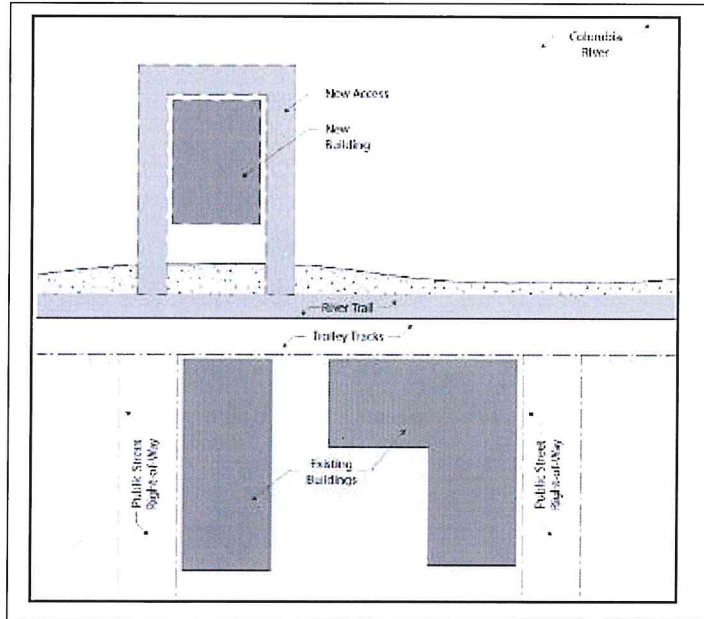 Columbia
River
New Access
New
Building
River Trail
Trolley Tracks
Existing
Buildings
Public Street
Right-of-Way
Public Street
Right-of-Way